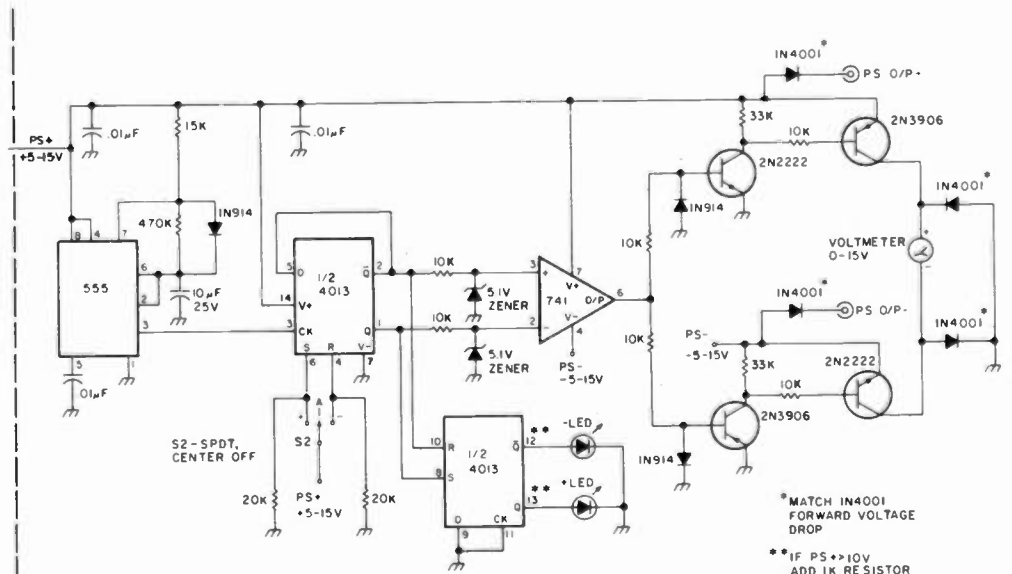 IN4001*
PS O/P+
.01µF
15K
.01µF
33K
10K
2N3906
PS+
+5-15V
2N2222
IN914
IN4001*
8
4
7
470K
IN914
10K
VOLTMETER
0-15V
+
-
555
6
2
3
10µF
25V
5
1
.01µF
1/2
4013
5
D
Q̅
2
14
V+
3
CK
Q
1
S
R
V-
6
4
7
10K
10K
5.1V
ZENER
5.1V
ZENER
3
+
2
-
741
7
V+
O/P
6
V-
4
PS-
-5-15V
10K
IN4001*
PS O/P-
IN4001*
PS-
-5-15V
33K
10K
2N2222
2N3906
IN914
S2-SPDT,
CENTER OFF
+
A
-
S2
20K
PS+
+5-15V
20K
10
R
8
S
1/2
4013
Q̅
12
**
-LED
Q
13
**
+LED
D
CK
9
11
*MATCH IN4001
FORWARD VOLTAGE
DROP
**IF PS+>10V
ADD 1K RESISTOR